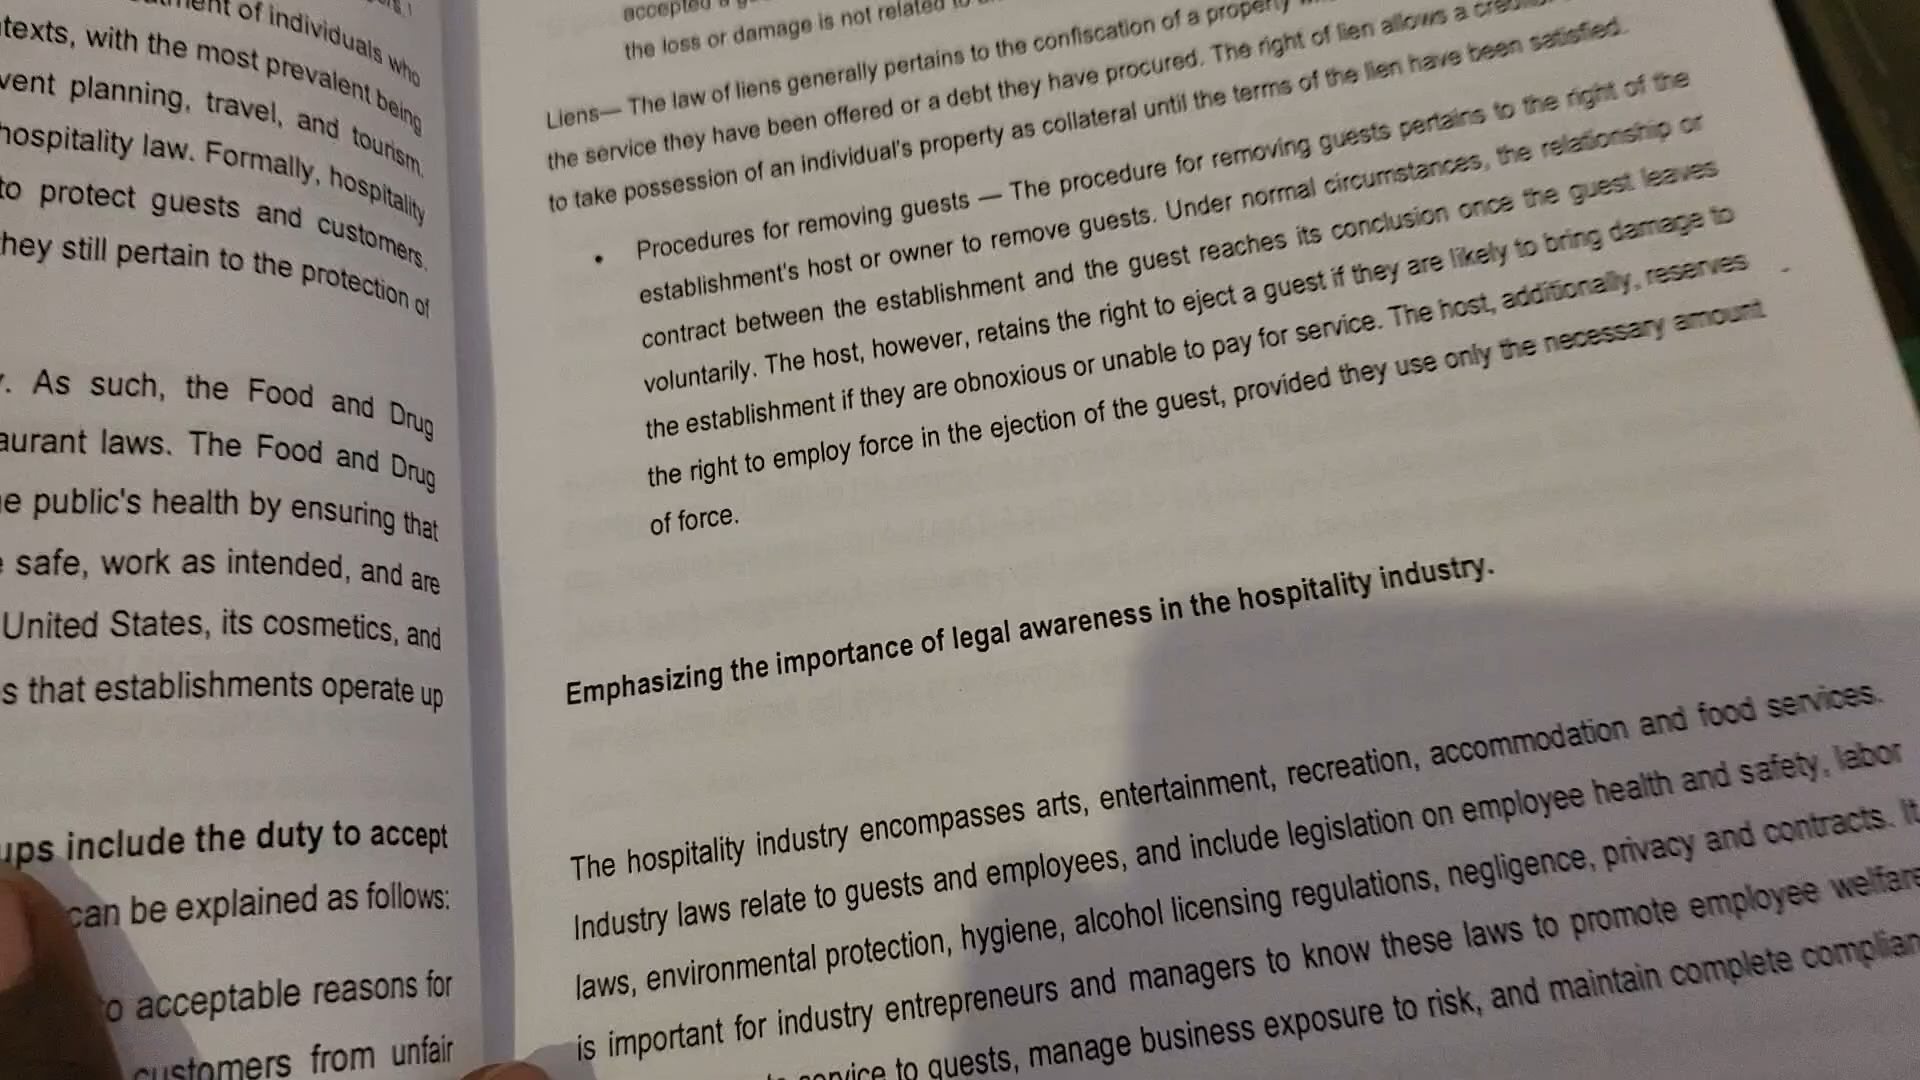 ment of individuals who
texts, with the most prevalent being
vent planning, travel, and tourism.
hospitality law. Formally, hospitality
to protect guests and customers.
they still pertain to the protection of
. As such, the Food and Drug
aurant laws. The Food and Drug
e public's health by ensuring that
safe, work as intended, and are
United States, its cosmetics, and
s that establishments operate up
ups include the duty to accept
can be explained as follows:
o acceptable reasons for
customers from unfair
accepted a
the loss or damage is not related to
Liens— The law of liens generally pertains to the confiscation of a property
the service they have been offered or a debt they have procured. The right of lien allows a
to take possession of an individual's property as collateral until the terms of the lien have been satisfied.
• Procedures for removing guests — The procedure for removing guests pertains to the right of the
establishment's host or owner to remove guests. Under normal circumstances, the relationship or
contract between the establishment and the guest reaches its conclusion once the guest leaves
voluntarily. The host, however, retains the right to eject a guest if they are likely to bring damage to
the establishment if they are obnoxious or unable to pay for service. The host, additionally, reserves
the right to employ force in the ejection of the guest, provided they use only the necessary amount
of force.
Emphasizing the importance of legal awareness in the hospitality industry.
The hospitality industry encompasses arts, entertainment, recreation, accommodation and food services.
Industry laws relate to guests and employees, and include legislation on employee health and safety, labor
laws, environmental protection, hygiene, alcohol licensing regulations, negligence, privacy and contracts. It
is important for industry entrepreneurs and managers to know these laws to promote employee welfare
service to guests, manage business exposure to risk, and maintain complete complian